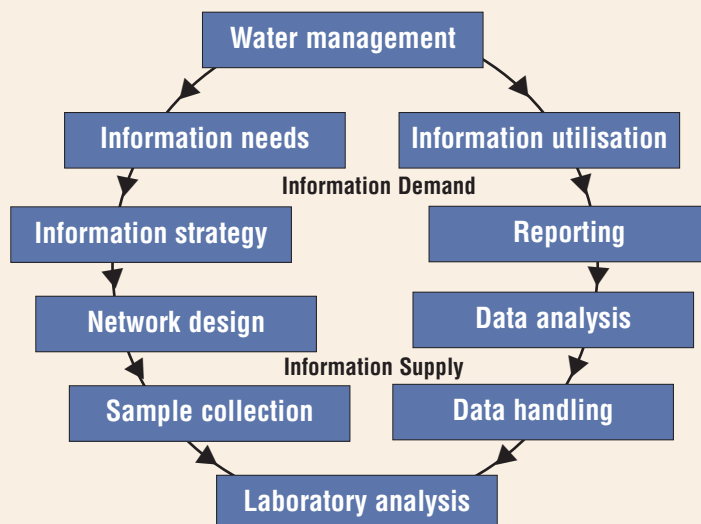 Water management
Information needs
Information utilisation
Information Demand
Information strategy
Reporting
Network design
Data analysis
Information Supply
Sample collection
Data handling
Laboratory analysis